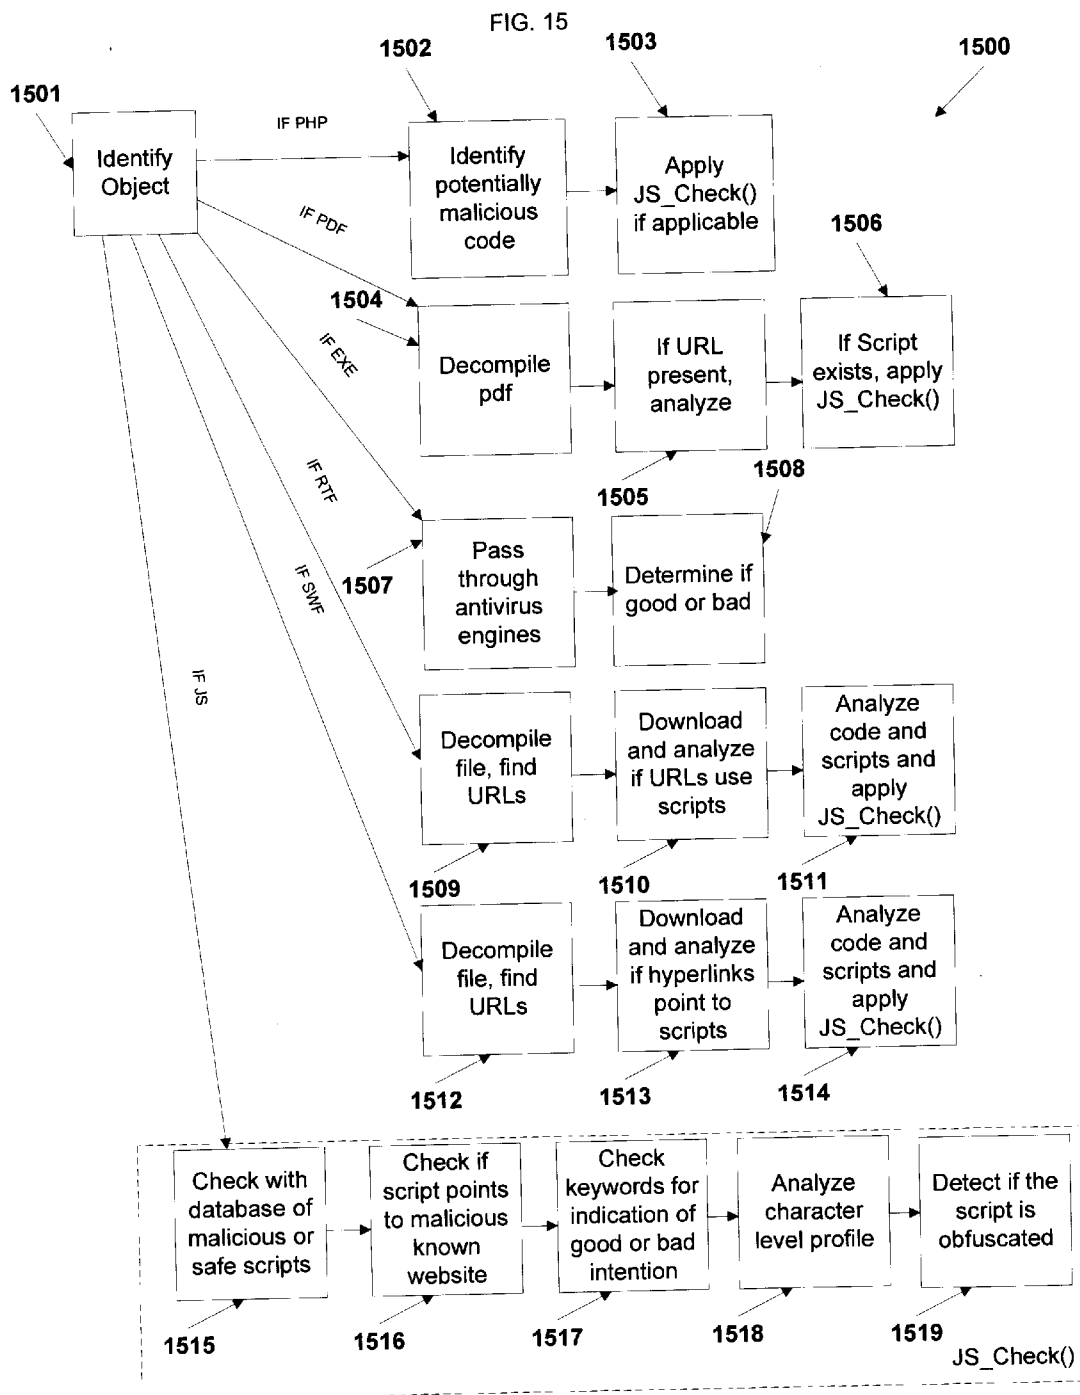 FIG. 15
1502
1503
1500
1501
Identify
Object
IF PHP
Identify
potentially
malicious
code
Apply
JS_Check()
if applicable
IF PDF
1506
1504
Decompile
pdf
If URL
present,
analyze
If Script
exists, apply
JS_Check()
IF EXE
1505
1508
IF RTF
1507
Pass
through
antivirus
engines
Determine if
good or bad
IF SWF
IF JS
Decompile
file, find
URLs
Download
and analyze
if URLs use
scripts
Analyze
code and
scripts and
apply
JS_Check()
1509
1510
1511
Decompile
file, find
URLs
Download
and analyze
if hyperlinks
point to
scripts
Analyze
code and
scripts and
apply
JS_Check()
1512
1513
1514
Check with
database of
malicious or
safe scripts
Check if
script points
to malicious
known
website
Check
keywords for
indication of
good or bad
intention
Analyze
character
level profile
Detect if the
script is
obfuscated
1515
1516
1517
1518
1519
JS_Check()